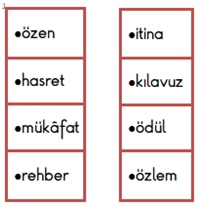 1
•özen
•hasret
•mükâfat
•rehber
•itina
•kılavuz
•ödül
•özlem